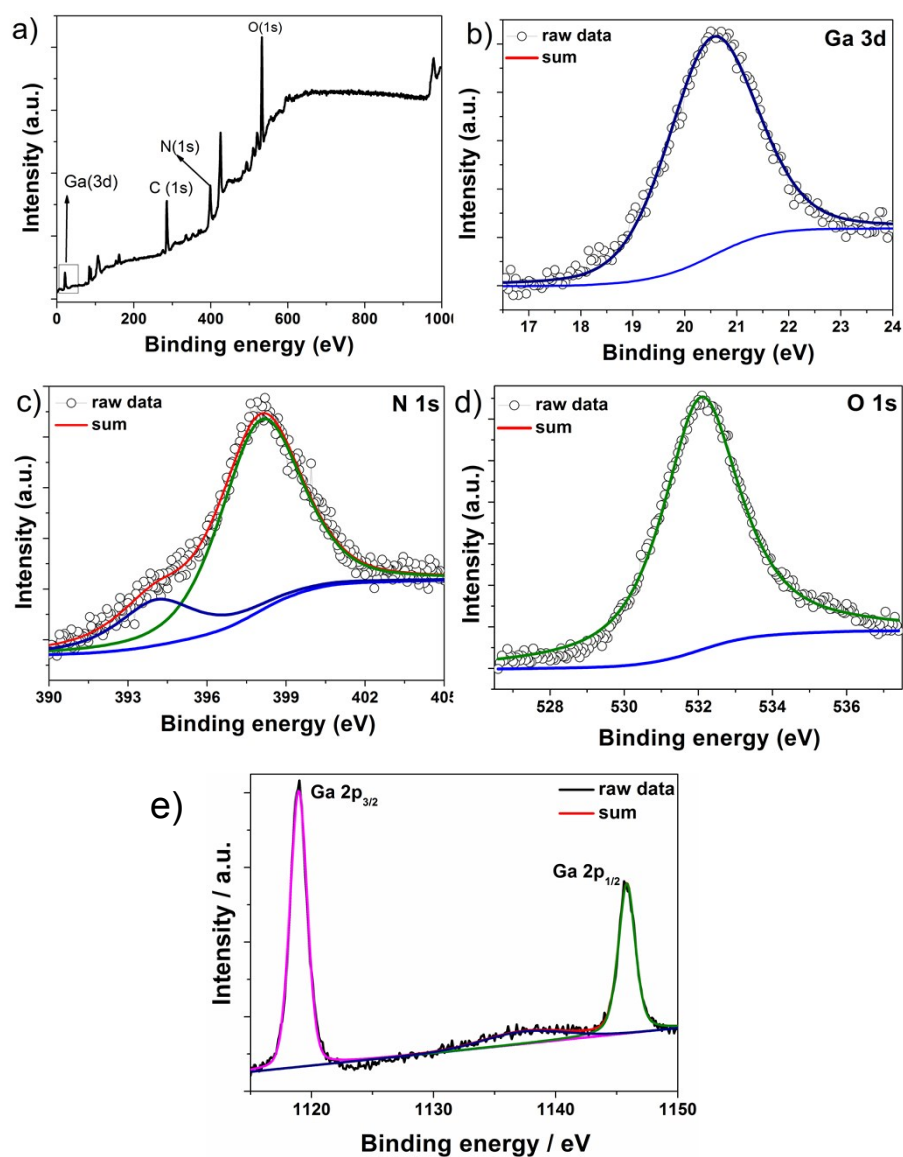 a)
O(1s)
N(1s)
Ga(3d)
C (1s)
Intensity (a.u.)
0 200 400 600 800 1000
Binding energy (eV)
b)
raw data
sum
Ga 3d
Intensity (a.u.)
17 18 19 20 21 22 23 24
Binding energy (eV)
c)
raw data
sum
N 1s
Intensity (a.u.)
390 393 396 399 402 405
Binding energy (eV)
d)
raw data
sum
O 1s
Intensity (a.u.)
528 530 532 534 536
Binding energy (eV)
e)
Ga 2p3/2
raw data
sum
Ga 2p1/2
Intensity / a.u.
1120 1130 1140 1150
Binding energy / eV